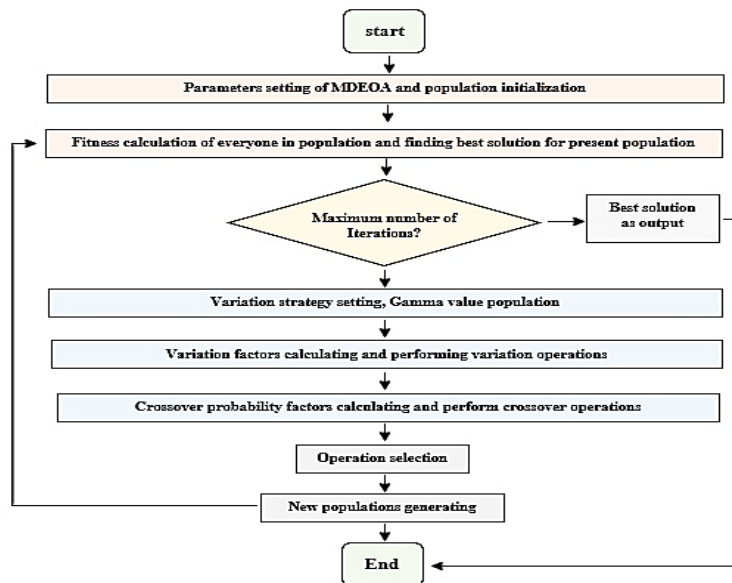 start
Parameters setting of MDEOA and population initialization
Fitness calculation of everyone in population and finding best solution for present population
Maximum number of
Iterations?
Best solution
as output
Variation strategy setting, Gamma value population
Variation factors calculating and performing variation operations
Crossover probability factors calculating and perform crossover operations
Operation selection
New populations generating
End